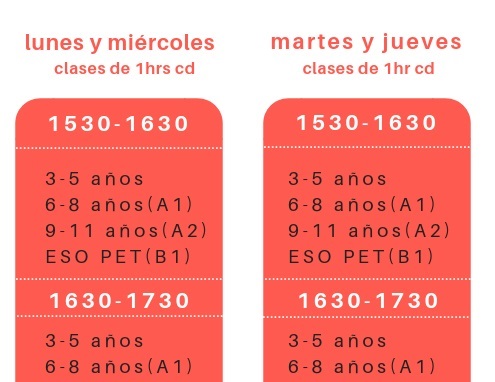 lunes y miércoles
clases de 1hrs cd
1530-1630
3-5 años
6-8 años(A1)
9-11 años(A2)
ESO PET(B1)
1630-1730
3-5 años
6-8 años(A1)
martes y jueves
clases de 1hr cd
1530-1630
3-5 años
6-8 años(A1)
9-11 años(A2)
ESO PET(B1)
1630-1730
3-5 años
6-8 años(A1)